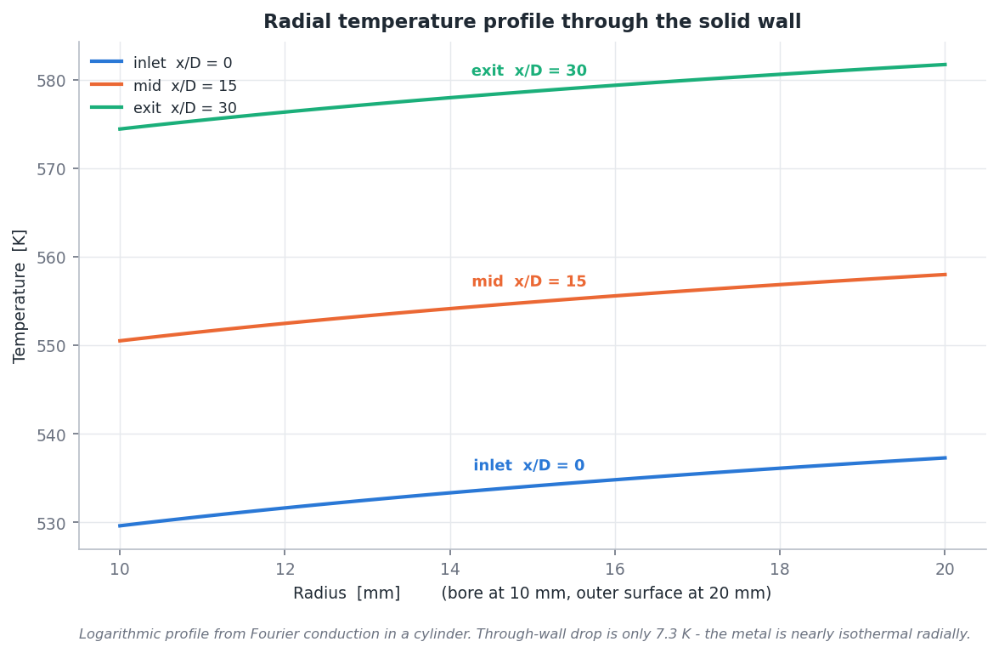 Radial temperature profile through the solid wall
inlet  x/D = 0
mid  x/D = 15
exit  x/D = 30
exit  x/D = 30
mid  x/D = 15
inlet  x/D = 0
Temperature  [K]
580
570
560
550
540
530
10 12 14 16 18 20
Radius  [mm]        (bore at 10 mm, outer surface at 20 mm)
Logarithmic profile from Fourier conduction in a cylinder. Through-wall drop is only 7.3 K - the metal is nearly isothermal radially.